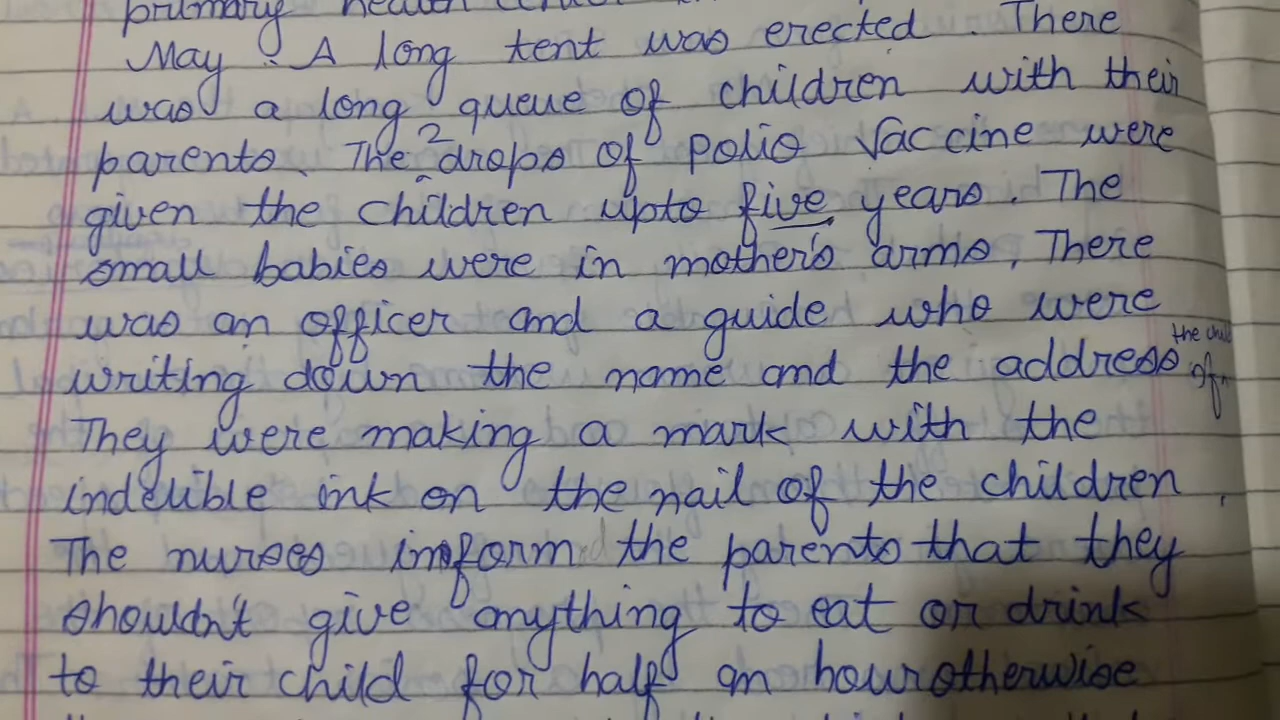 primary health
May. A long tent was erected. There
was a long queue of children with their
parents. The 2 drops of polio vaccine were
given the children upto five years. The
small babies were in mother's arms. There
was an officer and a guide who were
writing down the name and the address of the child
They were making a mark with the
indelible ink on the nail of the children.
The nurses informed the parents that they
shouldn't give anything to eat or drink
to their child for half an hour otherwise